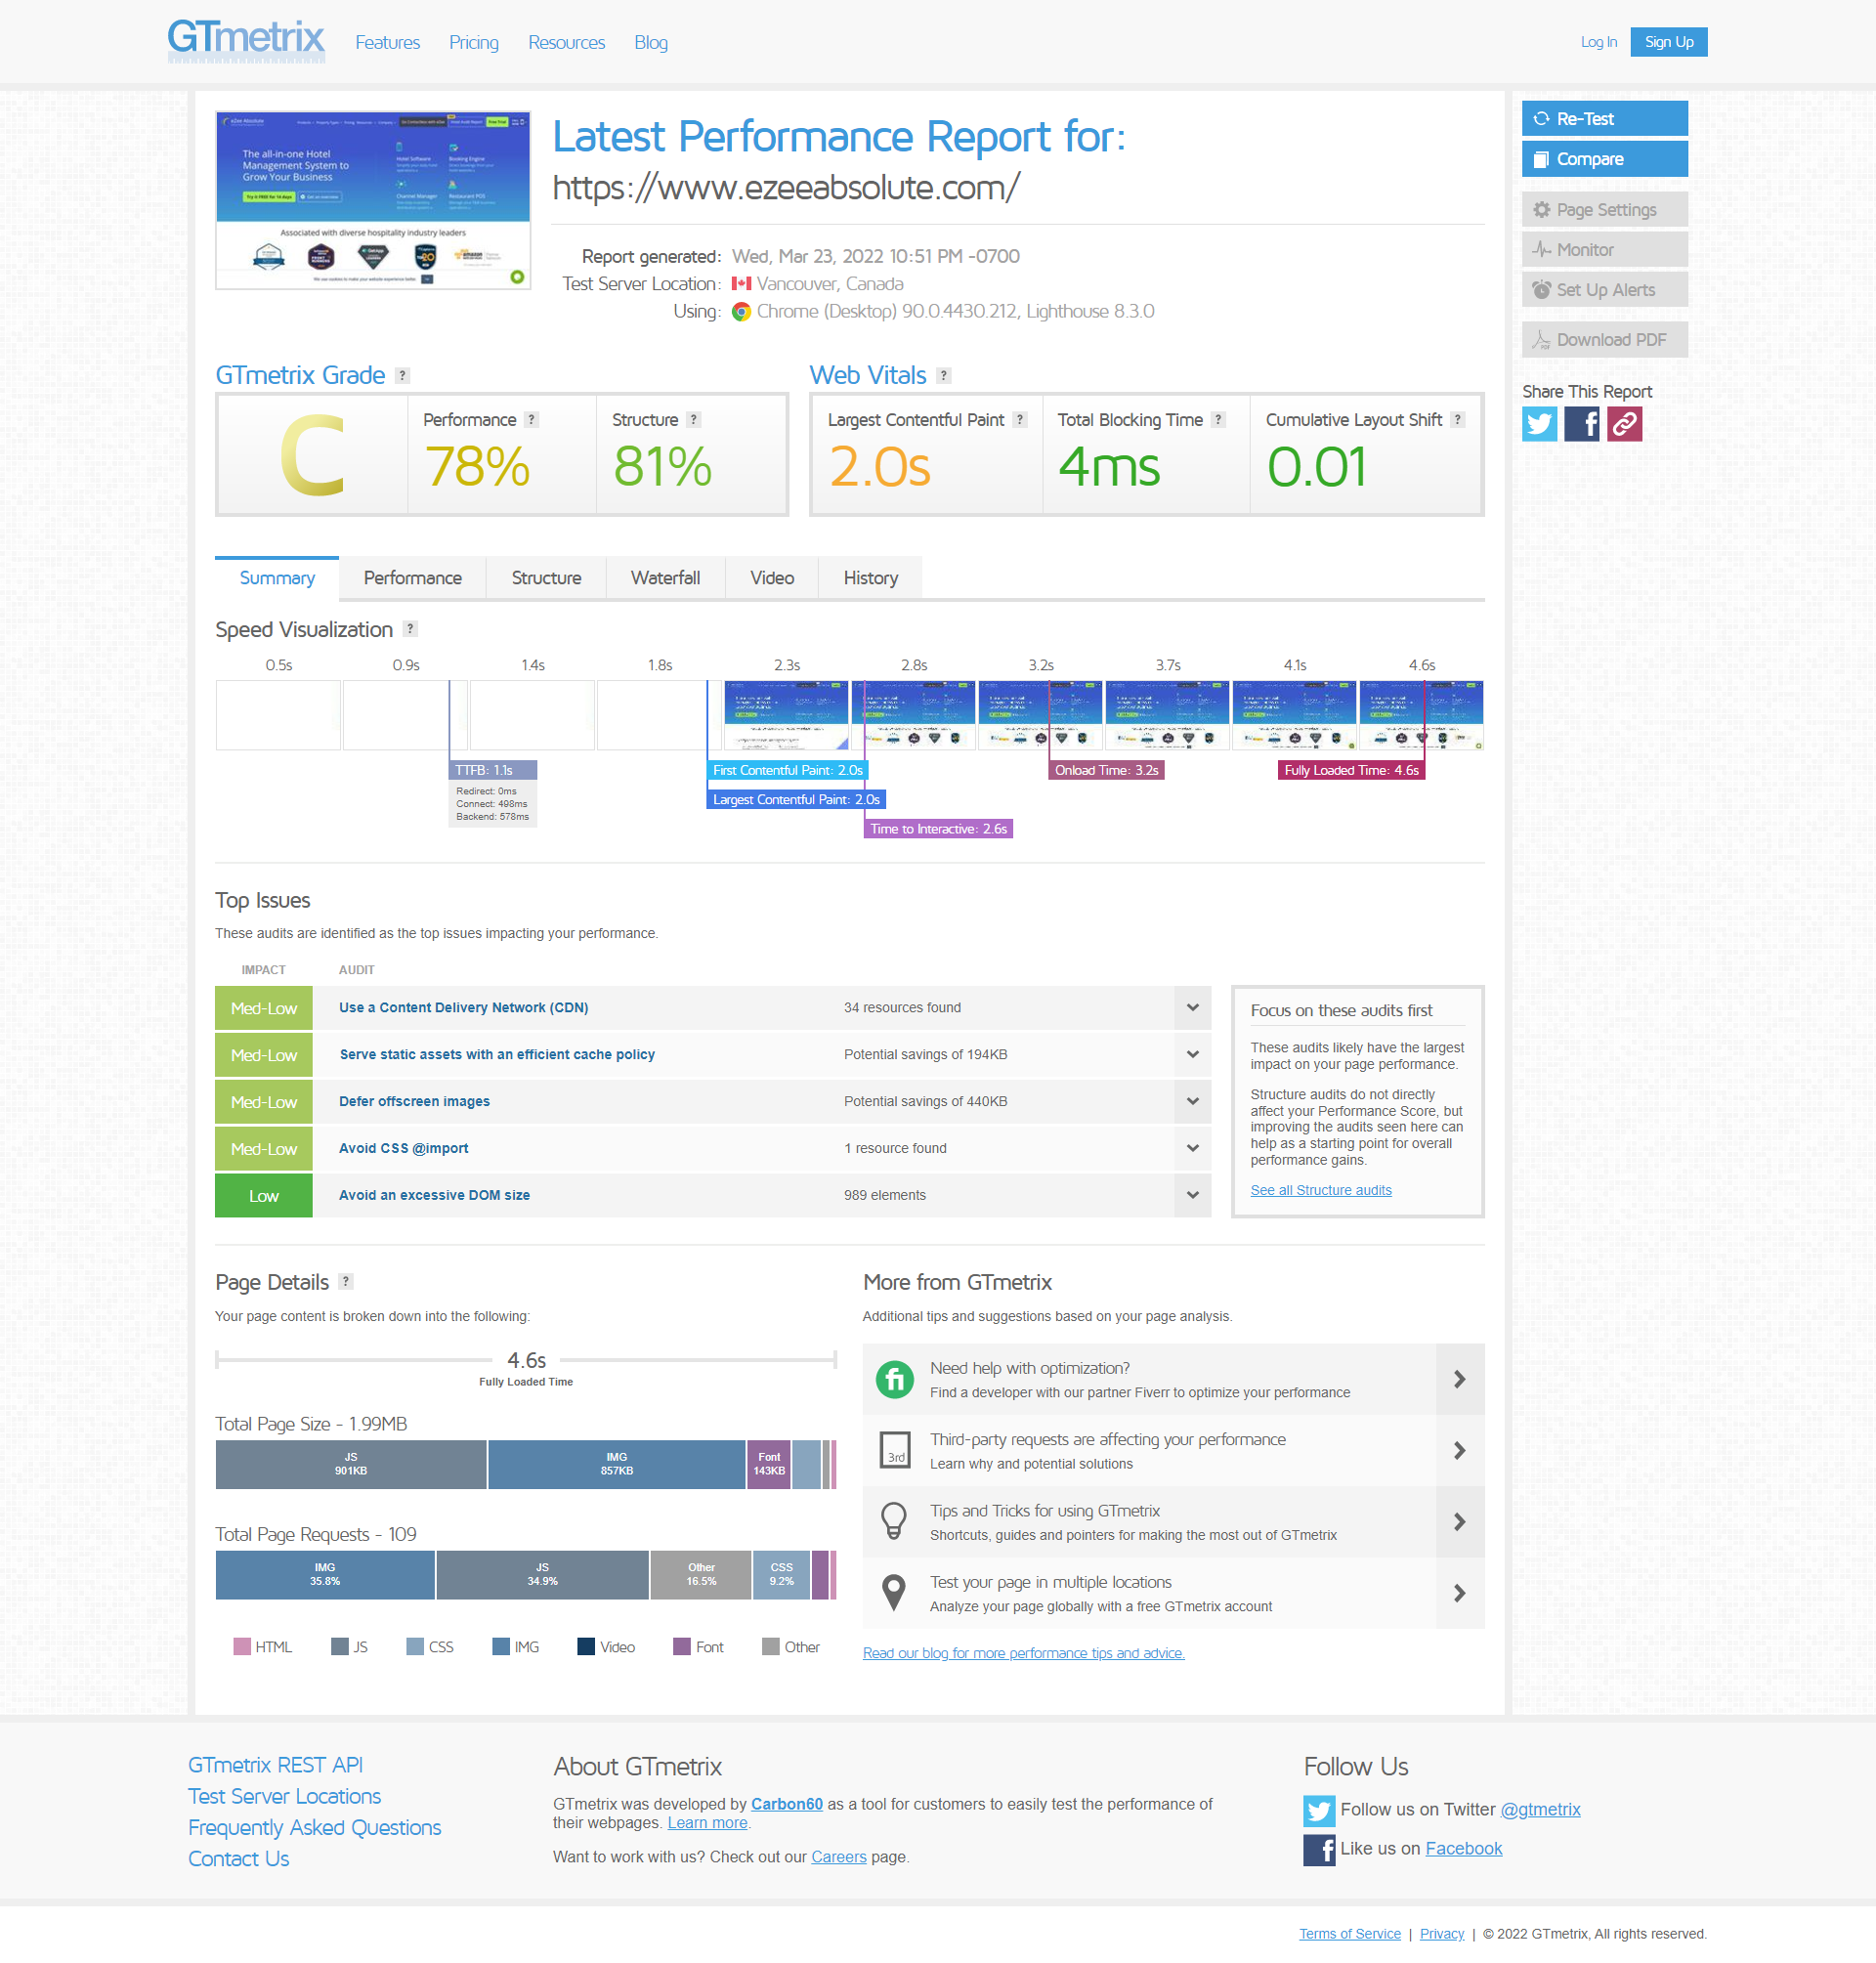 GTmetrix
Features
Pricing
Resources
Blog
Log In
Sign Up
eZee Absolute
The all-in-one Hotel
Management System to
Grow Your Business
Hotel Software
Booking Engine
Channel Manager
Restaurant POS
Try it FREE for 14 days
Associated with diverse hospitality industry leaders
amazon
Latest Performance Report for:
https://www.ezeeabsolute.com/
Report generated: Wed, Mar 23, 2022 10:51 PM -0700
Test Server Location: Vancouver, Canada
Using: Chrome (Desktop) 90.0.4430.212, Lighthouse 8.3.0
Re-Test
Compare
Page Settings
Monitor
Set Up Alerts
Download PDF
Share This Report
GTmetrix Grade ?
C
Performance ?
78%
Structure ?
81%
Web Vitals ?
Largest Contentful Paint ?
2.0s
Total Blocking Time ?
4ms
Cumulative Layout Shift ?
0.01
Summary
Performance
Structure
Waterfall
Video
History
Speed Visualization ?
0.5s 0.9s 1.4s 1.8s 2.3s 2.8s 3.2s 3.7s 4.1s 4.6s
TTFB: 1.1s
Redirect: 0ms
Connect: 498ms
Backend: 578ms
First Contentful Paint: 2.0s
Largest Contentful Paint: 2.0s
Time to Interactive: 2.6s
Onload Time: 3.2s
Fully Loaded Time: 4.6s
Top Issues
These audits are identified as the top issues impacting your performance.
IMPACT AUDIT
Med-Low Use a Content Delivery Network (CDN) 34 resources found
Med-Low Serve static assets with an efficient cache policy Potential savings of 194KB
Med-Low Defer offscreen images Potential savings of 440KB
Med-Low Avoid CSS @import 1 resource found
Low Avoid an excessive DOM size 989 elements
Focus on these audits first
These audits likely have the largest
impact on your page performance.
Structure audits do not directly
affect your Performance Score, but
improving the audits seen here can
help as a starting point for overall
performance gains.
See all Structure audits
Page Details ?
Your page content is broken down into the following:
4.6s
Fully Loaded Time
Total Page Size - 1.99MB
JS
901KB
IMG
857KB
Font
143KB
Total Page Requests - 109
IMG
35.8%
JS
34.9%
Other
16.5%
CSS
9.2%
HTML JS CSS IMG Video Font Other
More from GTmetrix
Additional tips and suggestions based on your page analysis.
fi
Need help with optimization?
Find a developer with our partner Fiverr to optimize your performance
3rd
Third-party requests are affecting your performance
Learn why and potential solutions
Tips and Tricks for using GTmetrix
Shortcuts, guides and pointers for making the most out of GTmetrix
Test your page in multiple locations
Analyze your page globally with a free GTmetrix account
Read our blog for more performance tips and advice.
GTmetrix REST API
Test Server Locations
Frequently Asked Questions
Contact Us
About GTmetrix
GTmetrix was developed by Carbon60 as a tool for customers to easily test the performance of
their webpages. Learn more.
Want to work with us? Check out our Careers page.
Follow Us
Follow us on Twitter @gtmetrix
Like us on Facebook
Terms of Service | Privacy | © 2022 GTmetrix, All rights reserved.